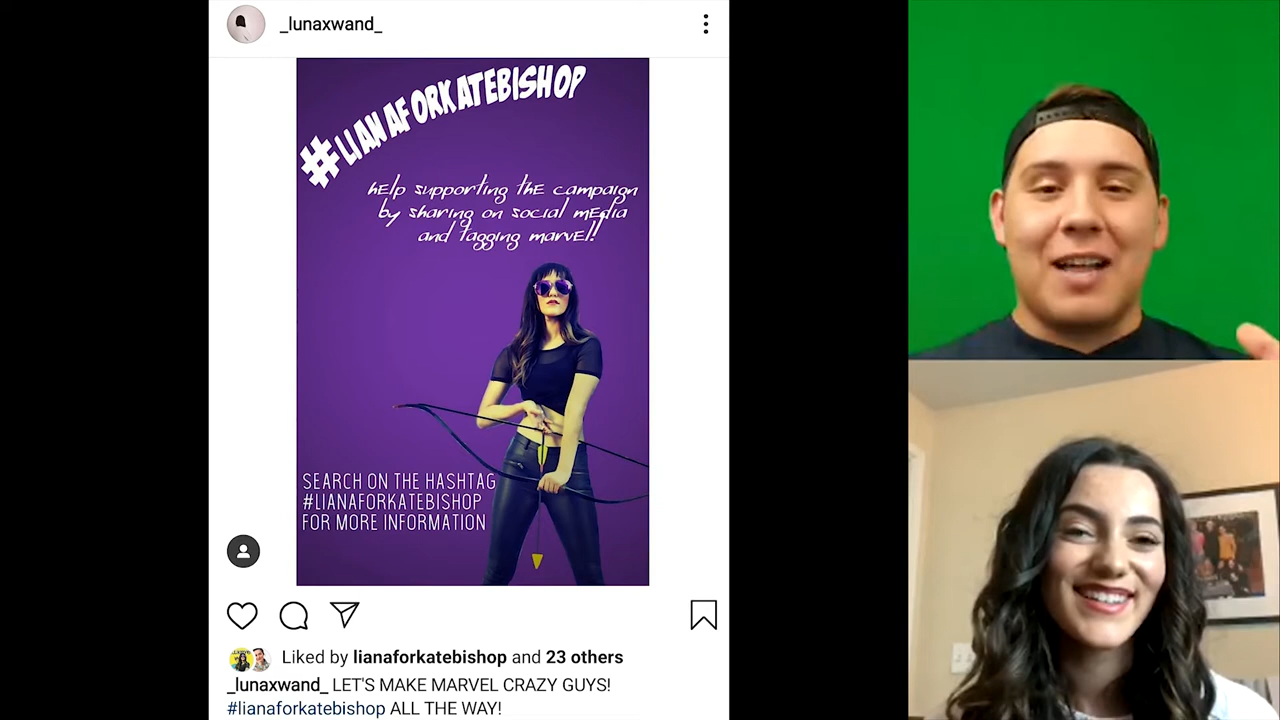 _lunaxwand_
#LIANAFORKATEBISHOP
help supporting the campaign
by sharing on social media
and tagging marvel!
SEARCH ON THE HASHTAG
#LIANAFORKATEBISHOP
FOR MORE INFORMATION
Liked by lianaforkatebishop and 23 others
_lunaxwand_ LET'S MAKE MARVEL CRAZY GUYS!
#lianaforkatebishop ALL THE WAY!